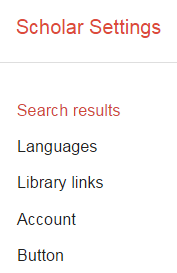 Scholar Settings
Search results
Languages
Library links
Account
Button